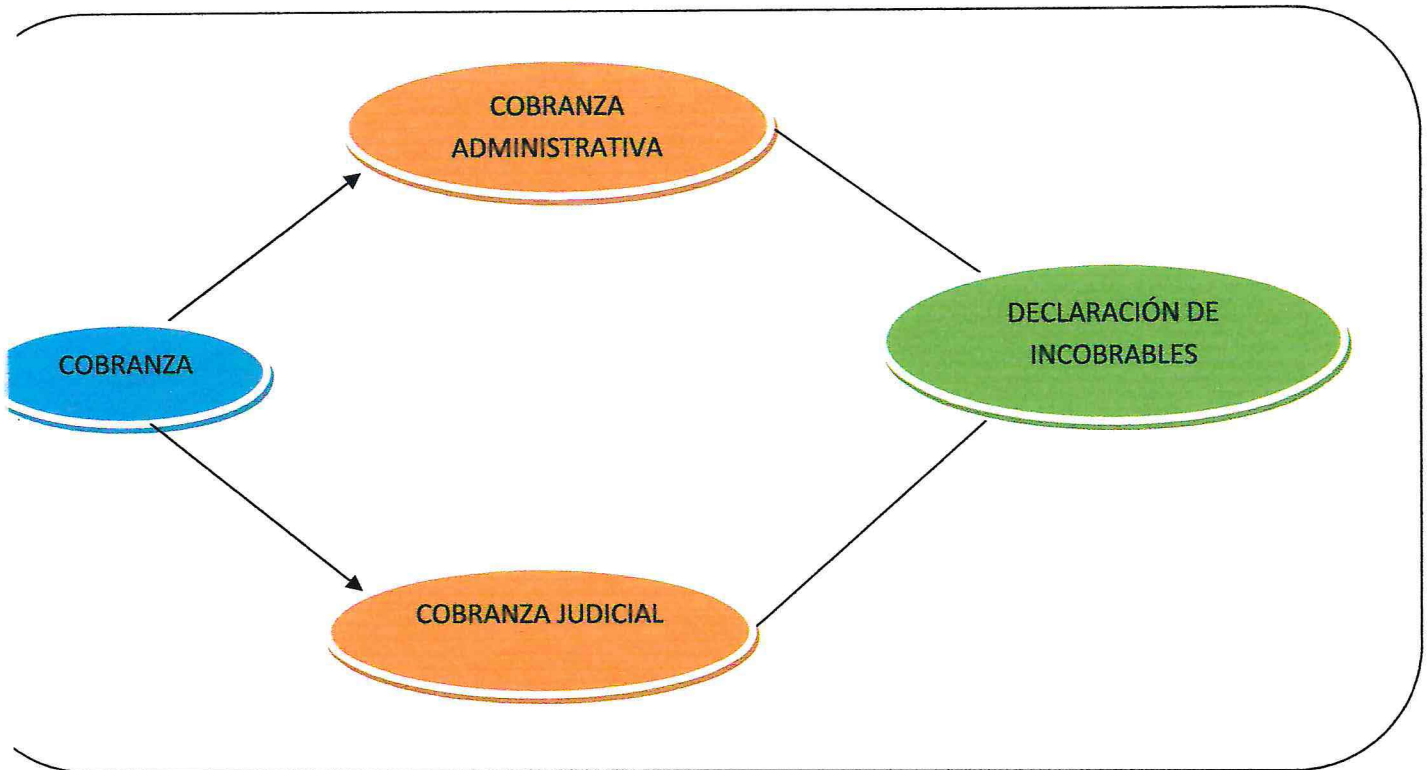 COBRANZA
ADMINISTRATIVA
COBRANZA
DECLARACIÓN DE
INCOBRABLES
COBRANZA JUDICIAL